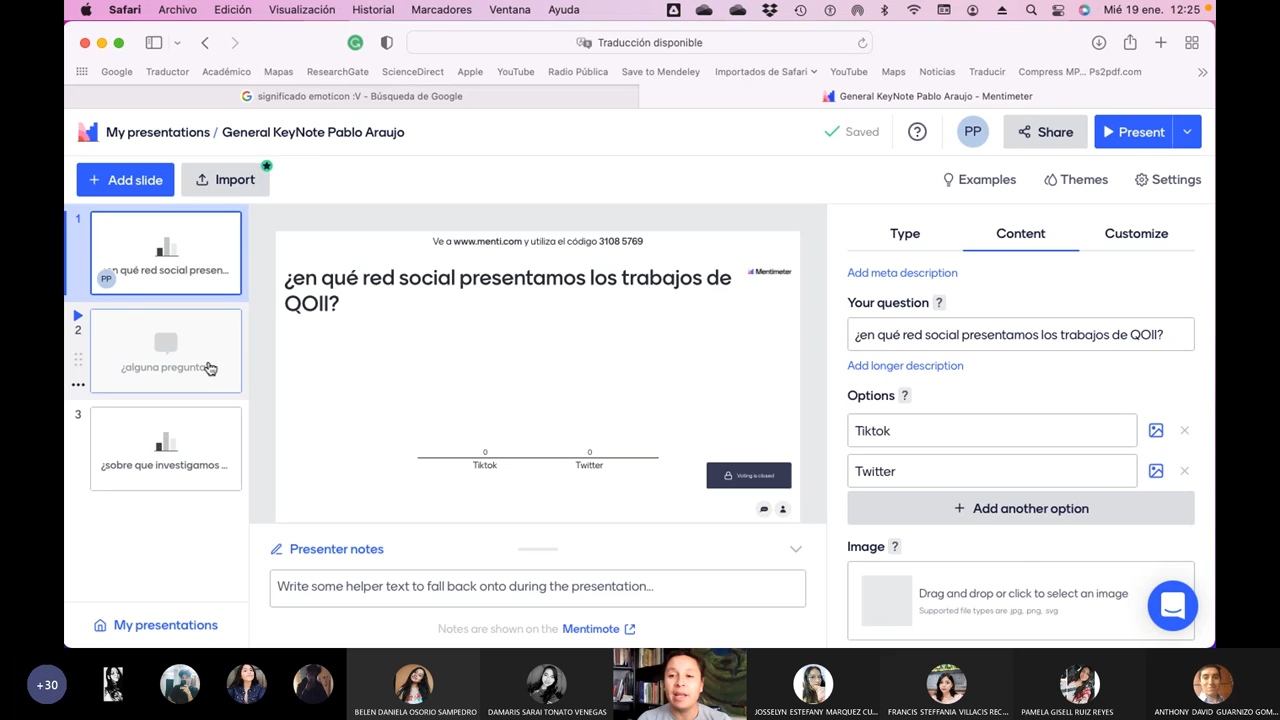 Safari Archivo Edición Visualización Historial Marcadores Ventana Ayuda Mié 19 ene. 12:25
Traducción disponible
Google Traductor Académico Mapas ResearchGate ScienceDirect Apple YouTube Radio Pública Save to Mendeley Importados de Safari YouTube Maps Noticias Traducir Compress MP... Ps2pdf.com
significado emoticon :V - Búsqueda de Google
General KeyNote Pablo Araujo - Mentimeter
My presentations / General KeyNote Pablo Araujo
Saved ? PP Share Present
+ Add slide Import
Examples Themes Settings
1
en qué red social presen...
PP
2
¿alguna pregunta
3
¿sobre que investigamos ...
My presentations
Ve a www.menti.com y utiliza el código 3108 5769
¿en qué red social presentamos los trabajos de
QOII?
Mentimeter
0 0
Tiktok Twitter
Voting is closed
Presenter notes
Write some helper text to fall back onto during the presentation...
Notes are shown on the Mentimote
Type Content Customize
Add meta description
Your question ?
¿en qué red social presentamos los trabajos de QOII?
Add longer description
Options ?
Tiktok
Twitter
+ Add another option
Image ?
Drag and drop or click to select an image
Supported file types are jpg, png, svg
+30
BELEN DANIELA OSORIO SAMPEDRO
DAMARIS SARAI TONATO VENEGAS
JOSSELYN ESTEFANY MARQUEZ CU...
FRANCIS STEFFANIA VILLACIS REC...
PAMELA GISELL RUIZ REYES
ANTHONY DAVID GUARNIZO GOM...